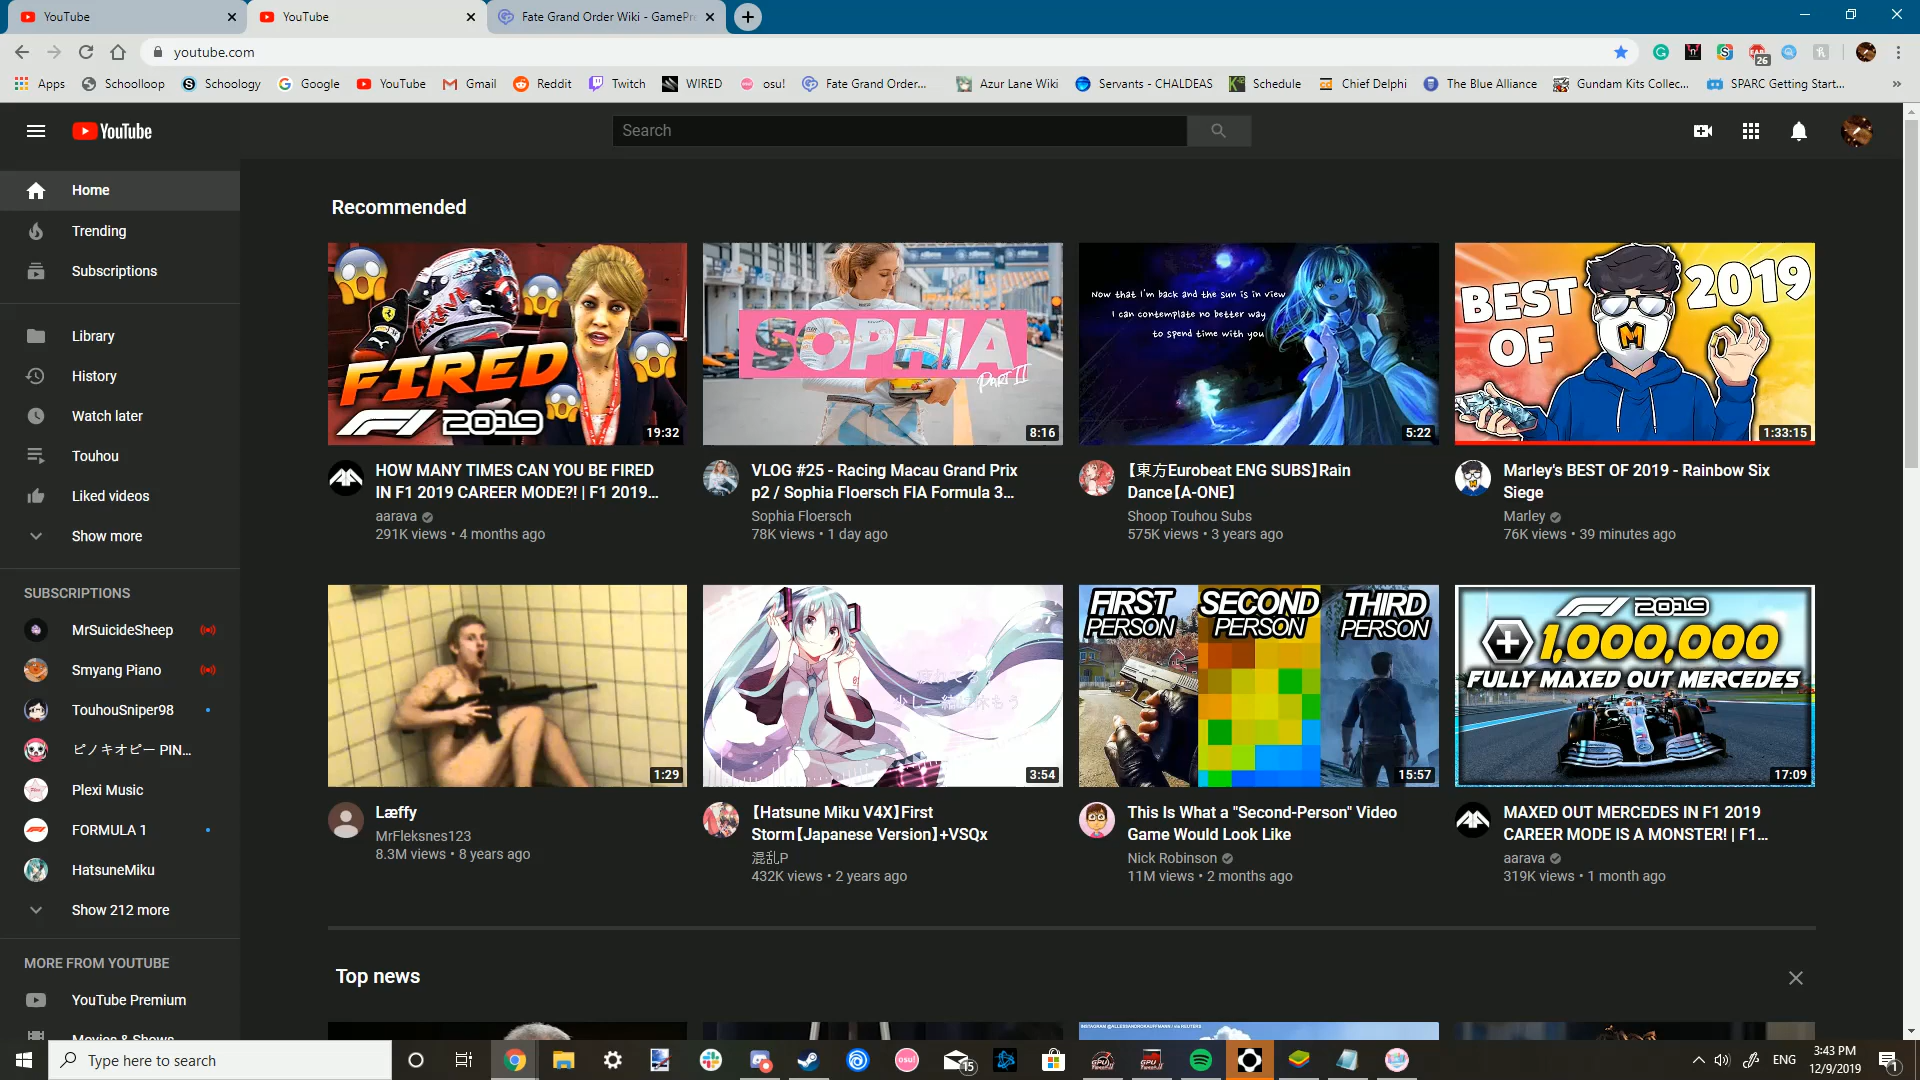 YouTube
YouTube
Fate Grand Order Wiki - GamePre
youtube.com
26
Apps
Schoolloop
Schoology
Google
YouTube
Gmail
Reddit
Twitch
WIRED
osu!
Fate Grand Order...
Azur Lane Wiki
Servants - CHALDEAS
Schedule
Chief Delphi
The Blue Alliance
Gundam Kits Collec...
SPARC Getting Start...
YouTube
Search
Home
Trending
Subscriptions
Library
History
Watch later
Touhou
Liked videos
Show more
SUBSCRIPTIONS
MrSuicideSheep
Smyang Piano
TouhouSniper98
ピノキオピー PIN...
Plexi Music
FORMULA 1
HatsuneMiku
Show 212 more
MORE FROM YOUTUBE
YouTube Premium
Movies & Shows
Recommended
FIRED
F1 2019
19:32
HOW MANY TIMES CAN YOU BE FIRED
IN F1 2019 CAREER MODE?! | F1 2019...
aarava
291K views • 4 months ago
SOPHIA
PART II
8:16
VLOG #25 - Racing Macau Grand Prix
p2 / Sophia Floersch FIA Formula 3...
Sophia Floersch
78K views • 1 day ago
Now that I'm back and the sun is in view
I can contemplate no better way
to spend time with you
5:22
【東方Eurobeat ENG SUBS】Rain
Dance【A-ONE】
Shoop Touhou Subs
575K views • 3 years ago
BEST
OF
2019
M
1:33:15
Marley's BEST OF 2019 - Rainbow Six
Siege
Marley
76K views • 39 minutes ago
1:29
Læffy
MrFleksnes123
8.3M views • 8 years ago
3:54
【Hatsune Miku V4X】First
Storm【Japanese Version】+VSQx
混乱P
432K views • 2 years ago
FIRST
PERSON
SECOND
PERSON
THIRD
PERSON
15:57
This Is What a "Second-Person" Video
Game Would Look Like
Nick Robinson
11M views • 2 months ago
F1 2019
+ 1,000,000
FULLY MAXED OUT MERCEDES
17:09
MAXED OUT MERCEDES IN F1 2019
CAREER MODE IS A MONSTER! | F1...
aarava
319K views • 1 month ago
Top news
Type here to search
osu!
15
ENG
3:43 PM
12/9/2019
1